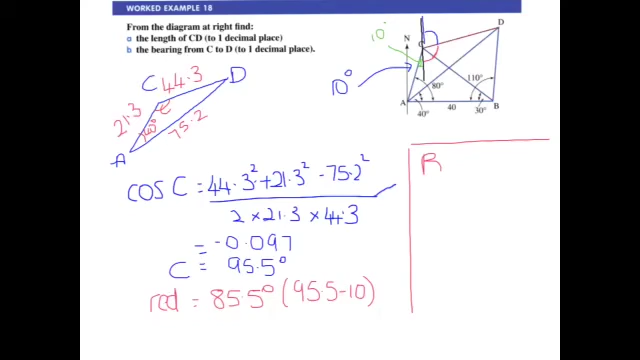 WORKED EXAMPLE 18
From the diagram at right find:
a the length of CD (to 1 decimal place)
b the bearing from C to D (to 1 decimal place).
N
10°
C
D
10°
80°
110°
A
40°
40
30°
B
C 44.3 D
21.3
40°
75.2
A
COS C = 44.3² + 21.3² - 75.2²
2 × 21.3 × 44.3
= -0.097
C = 95.5°
red = 85.5° (95.5-10)
R